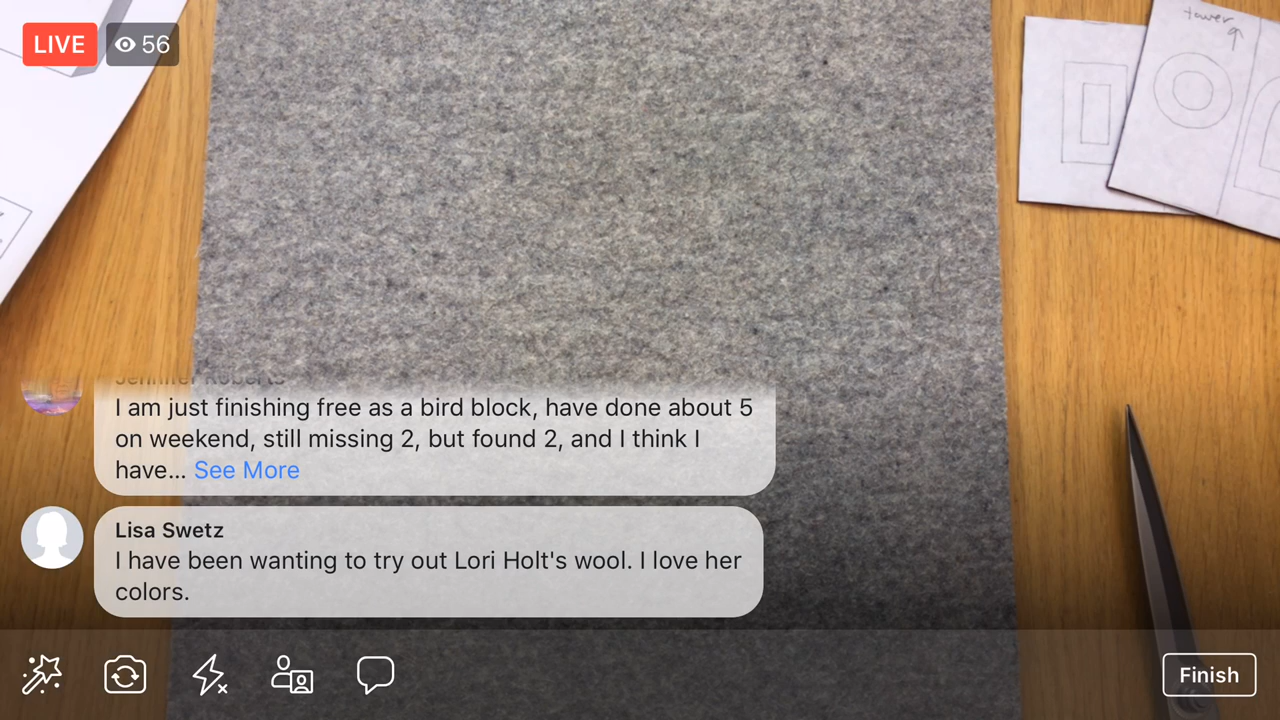 LIVE
56
tower
Jennifer Roberts
I am just finishing free as a bird block, have done about 5
on weekend, still missing 2, but found 2, and I think I
have... See More
Lisa Swetz
I have been wanting to try out Lori Holt's wool. I love her
colors.
Finish